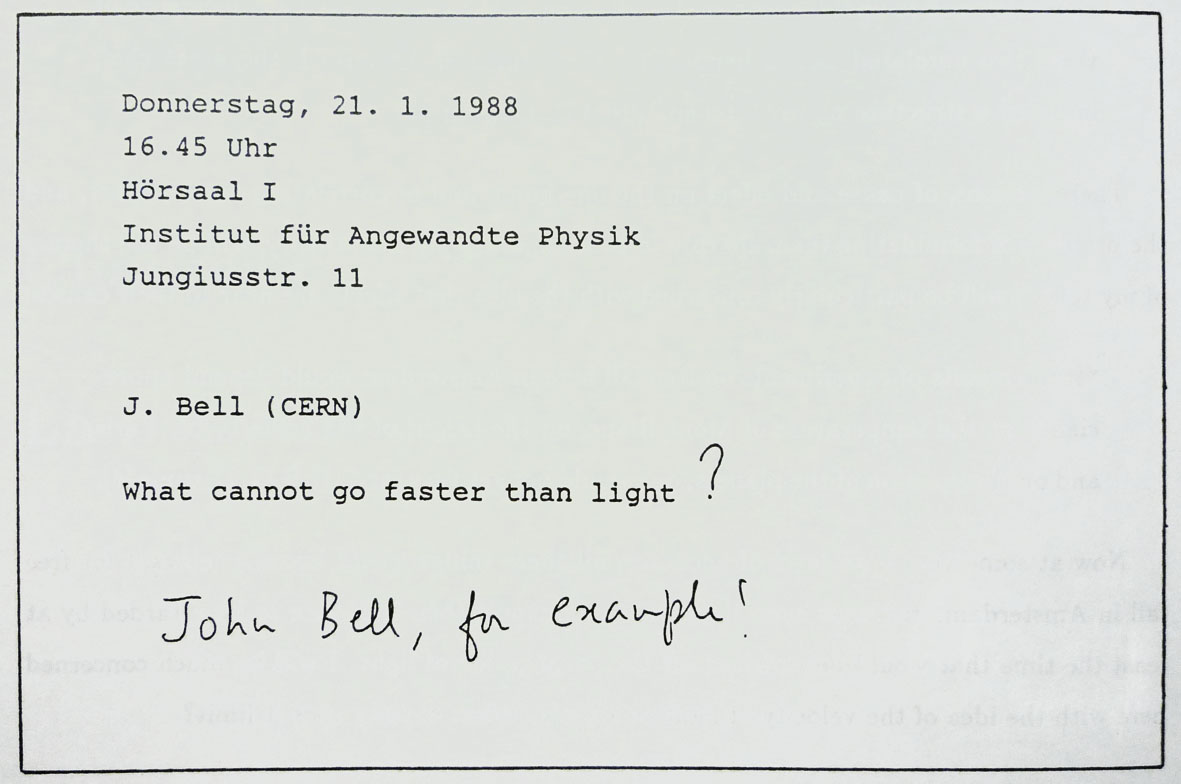 Donnerstag, 21. 1. 1988
16.45 Uhr
Hörsaal I
Institut für Angewandte Physik
Jungiusstr. 11
J. Bell (CERN)
What cannot go faster than light ?
John Bell, for example!